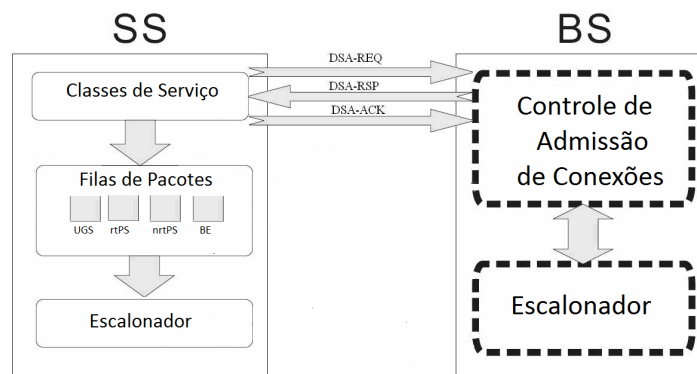 SS
BS
DSA-REQ
DSA-RSP
DSA-ACK
Classes de Serviço
Filas de Pacotes
UGS rtPS nrtPS BE
Escalonador
Controle de
Admissão
de Conexões
Escalonador